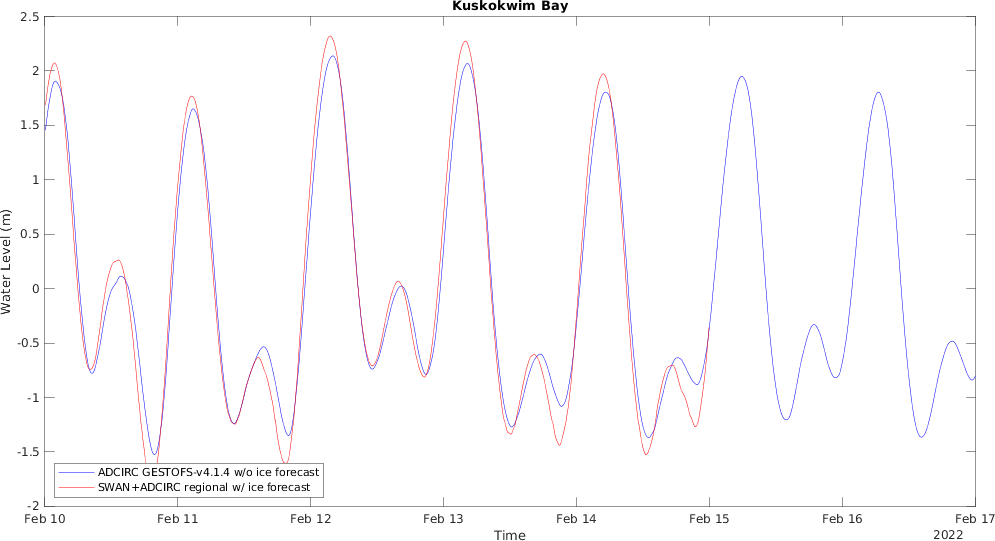 Kuskokwim Bay
2.5
2
1.5
1
0.5
0
-0.5
-1
-1.5
-2
Water Level (m)
ADCIRC GESTOFS-v4.1.4 w/o ice forecast
SWAN+ADCIRC regional w/ ice forecast
Feb 10 Feb 11 Feb 12 Feb 13 Feb 14 Feb 15 Feb 16 Feb 17
Time
2022